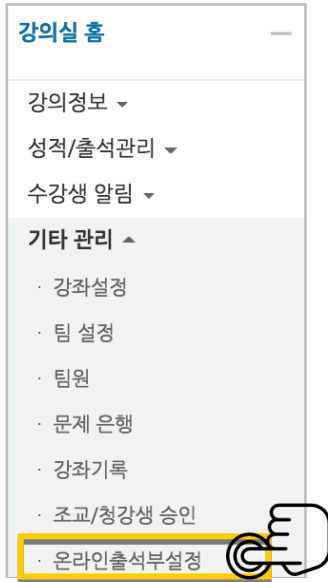 강의실 홈
강의정보
성적/출석관리
수강생 알림
기타 관리
· 강좌설정
· 팀 설정
· 팀원
· 문제 은행
· 강좌기록
· 조교/청강생 승인
· 온라인출석부설정